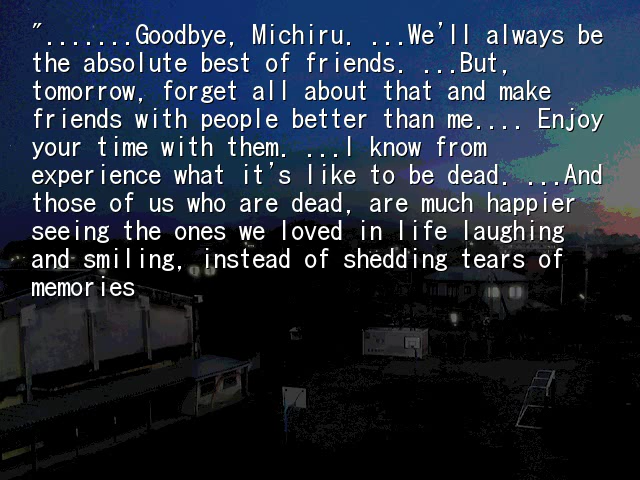 ".......Goodbye, Michiru. ...We'll always be
the absolute best of friends. ...But,
tomorrow, forget all about that and make
friends with people better than me.... Enjoy
your time with them. ...I know from
experience what it's like to be dead. ...And
those of us who are dead, are much happier
seeing the ones we loved in life laughing
and smiling, instead of shedding tears of
memories